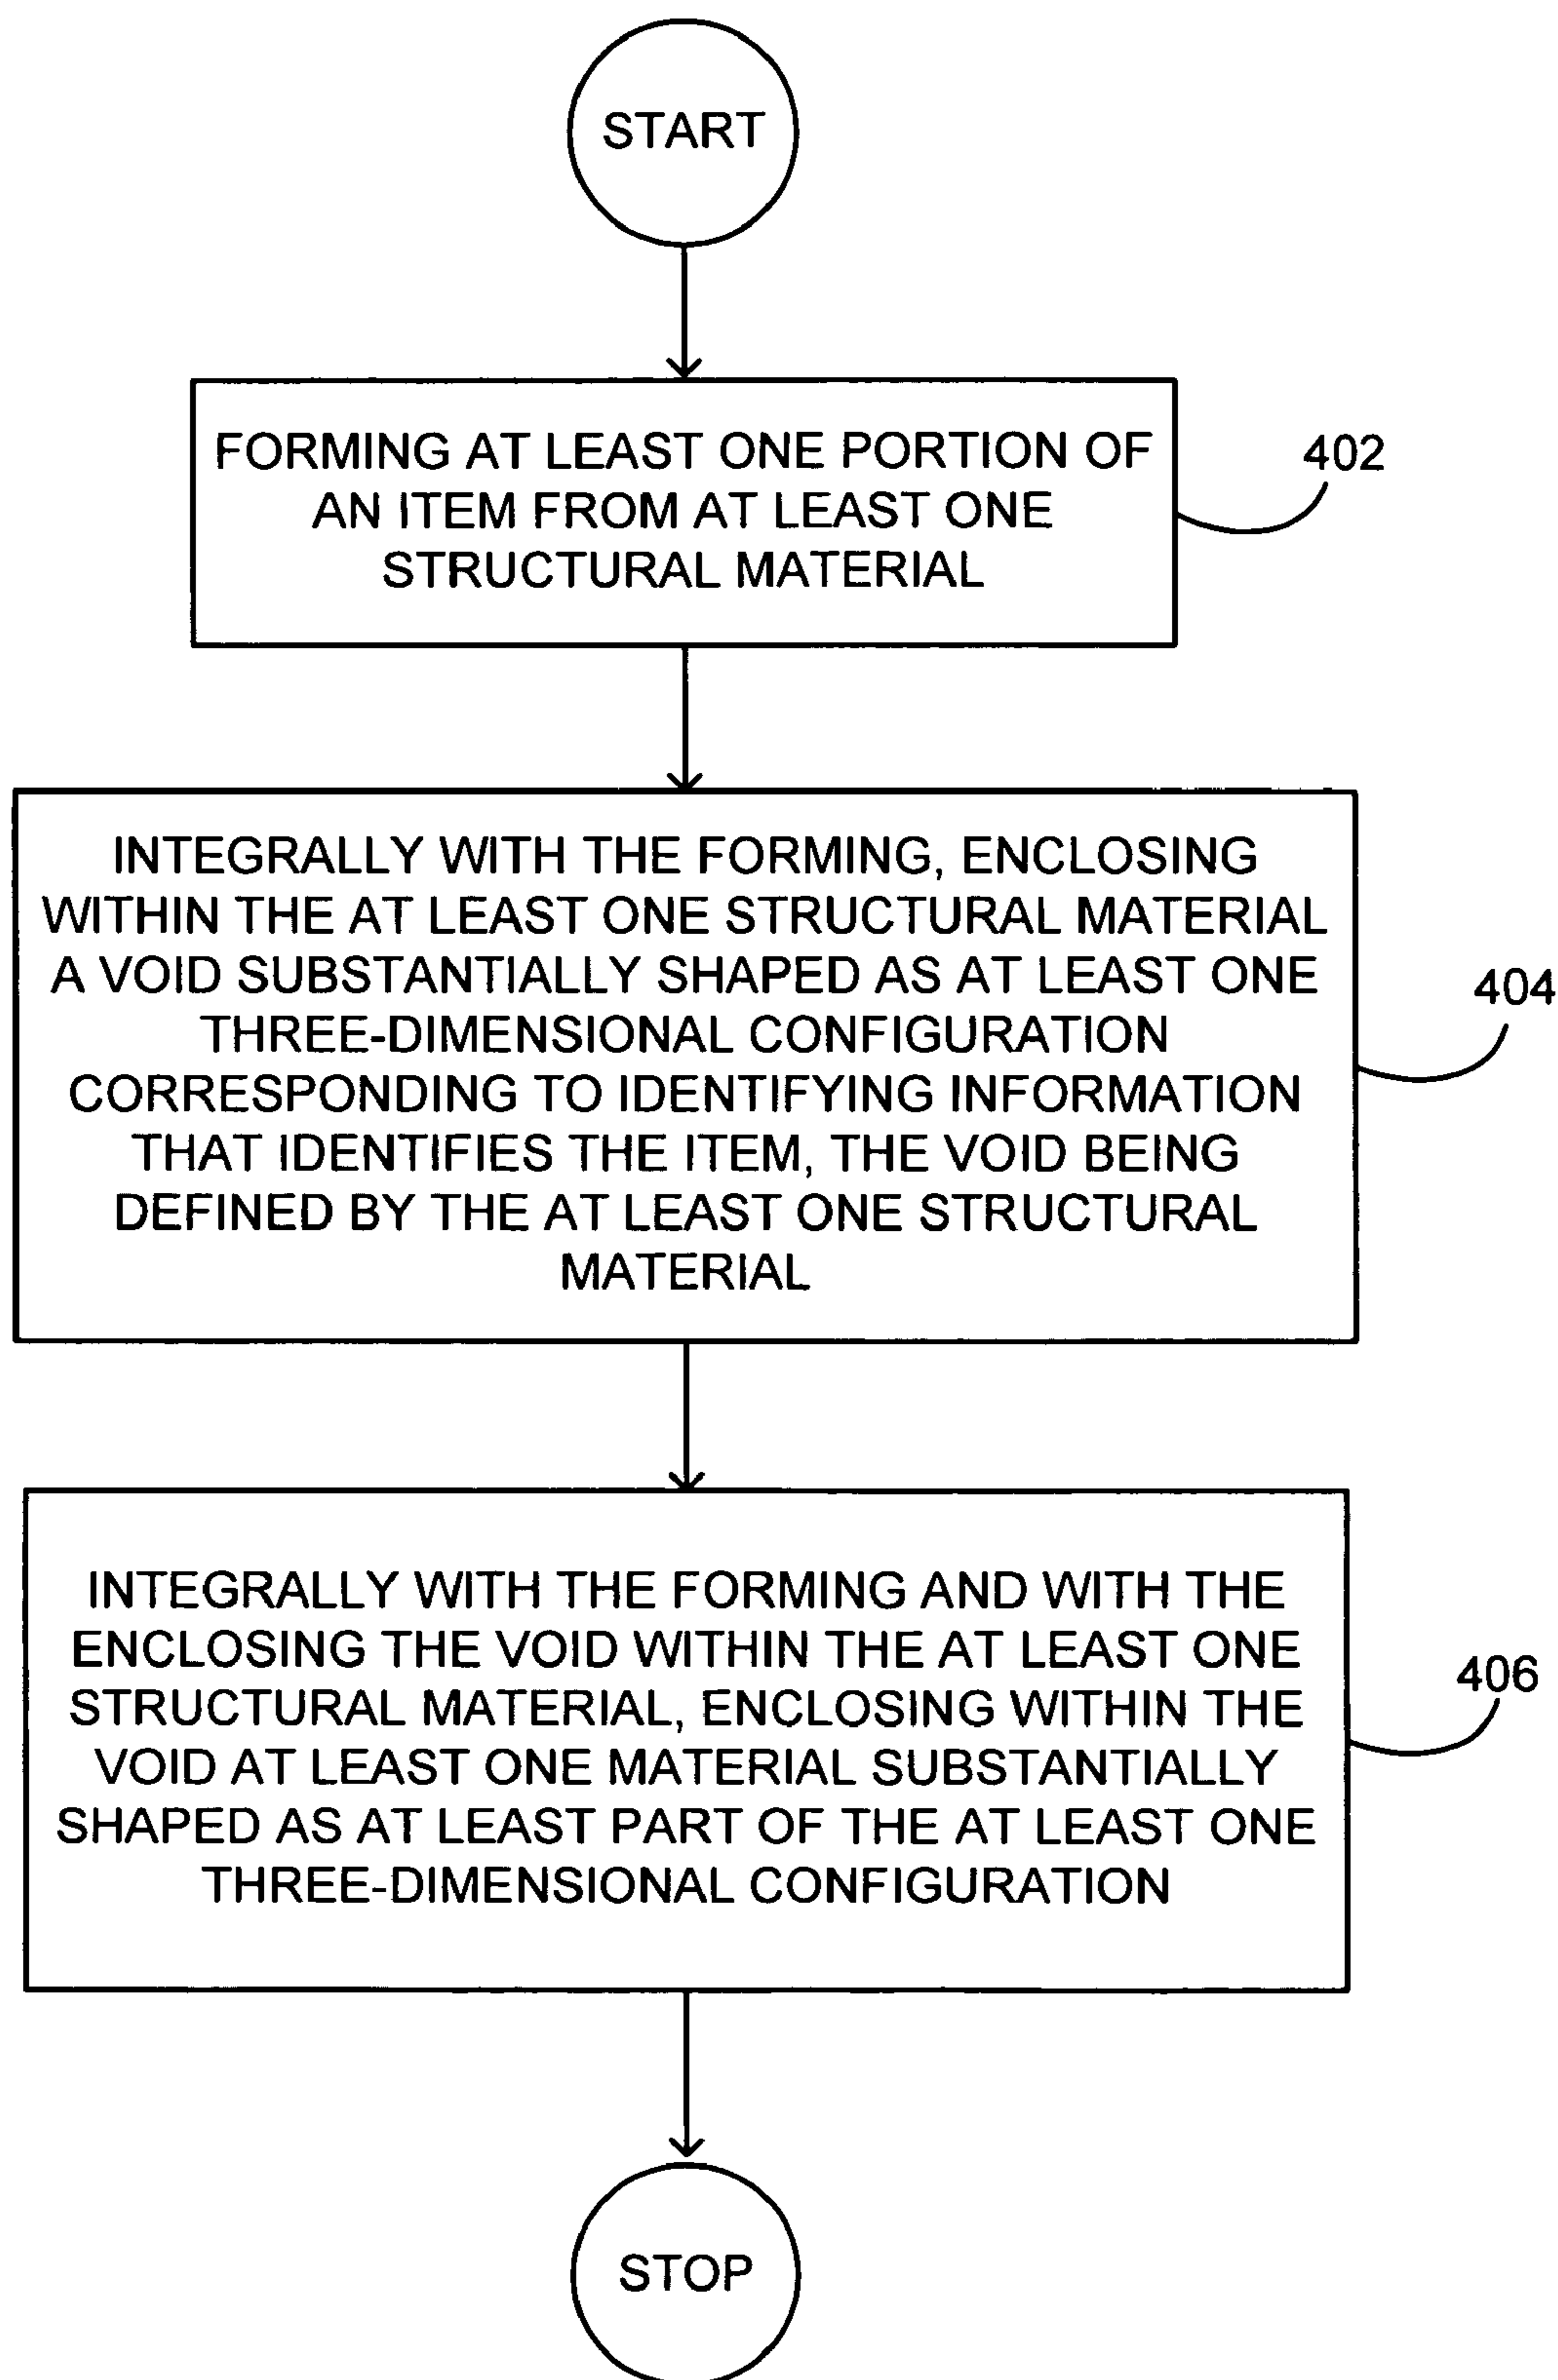 START
FORMING AT LEAST ONE PORTION OF
AN ITEM FROM AT LEAST ONE
STRUCTURAL MATERIAL
402
INTEGRALLY WITH THE FORMING, ENCLOSING
WITHIN THE AT LEAST ONE STRUCTURAL MATERIAL
A VOID SUBSTANTIALLY SHAPED AS AT LEAST ONE
THREE-DIMENSIONAL CONFIGURATION
CORRESPONDING TO IDENTIFYING INFORMATION
THAT IDENTIFIES THE ITEM, THE VOID BEING
DEFINED BY THE AT LEAST ONE STRUCTURAL
MATERIAL
404
INTEGRALLY WITH THE FORMING AND WITH THE
ENCLOSING THE VOID WITHIN THE AT LEAST ONE
STRUCTURAL MATERIAL, ENCLOSING WITHIN THE
VOID AT LEAST ONE MATERIAL SUBSTANTIALLY
SHAPED AS AT LEAST PART OF THE AT LEAST ONE
THREE-DIMENSIONAL CONFIGURATION
406
STOP